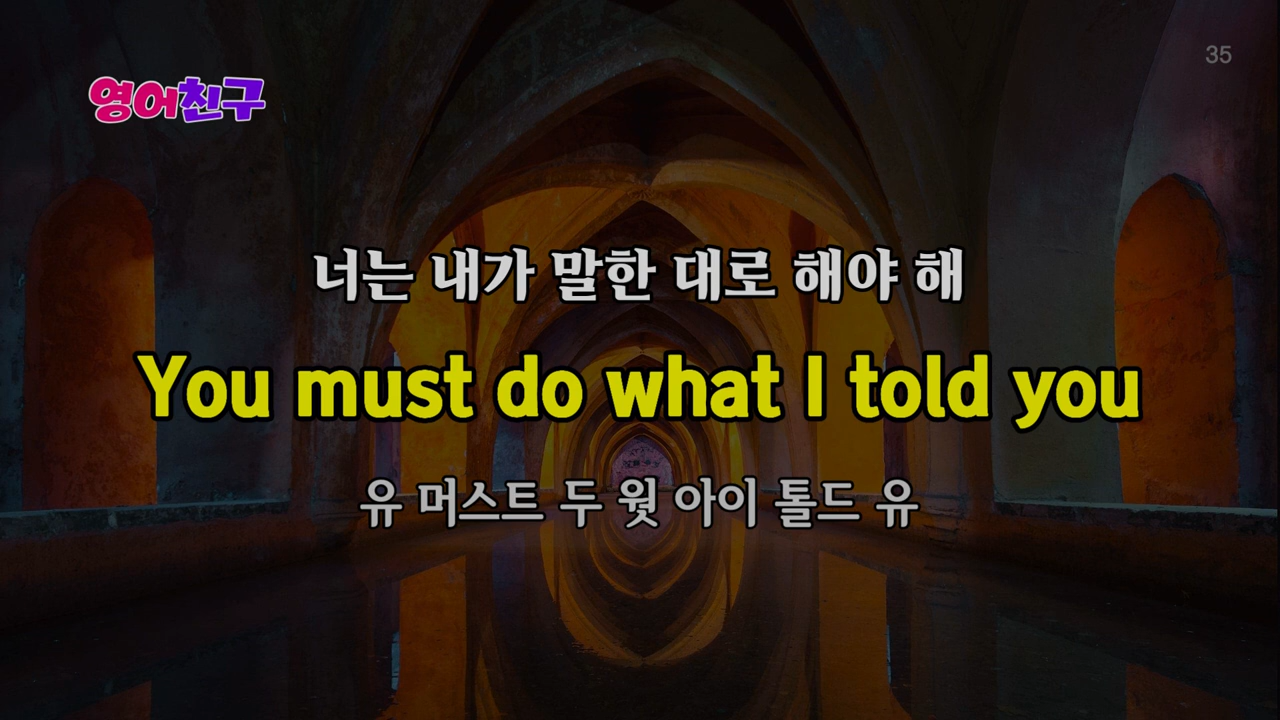 35
영어친구
너는 내가 말한 대로 해야 해
You must do what I told you
유 머스트 두 웟 아이 톨드 유